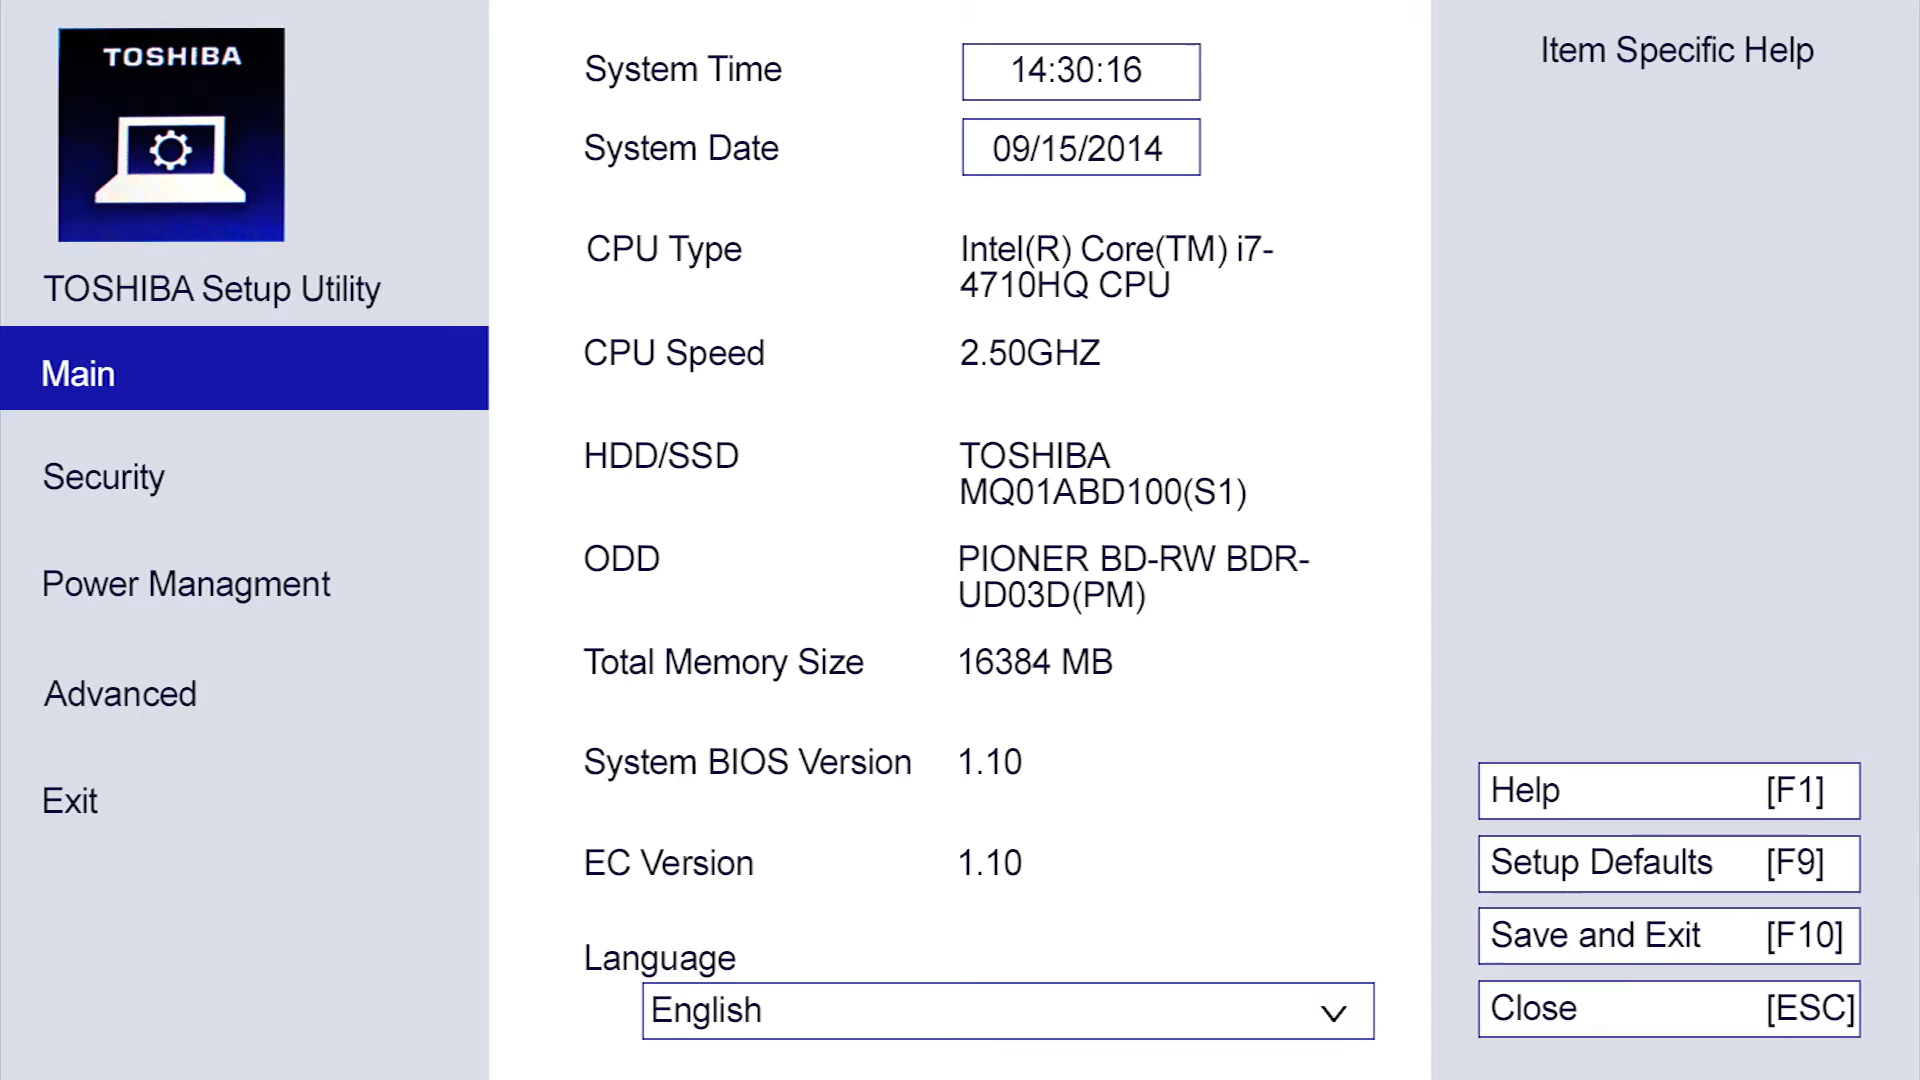 TOSHIBA
TOSHIBA Setup Utility
Main
Security
Power Managment
Advanced
Exit
System Time 14:30:16
System Date 09/15/2014
CPU Type Intel(R) Core(TM) i7-
4710HQ CPU
CPU Speed 2.50GHZ
HDD/SSD TOSHIBA
MQ01ABD100(S1)
ODD PIONER BD-RW BDR-
UD03D(PM)
Total Memory Size 16384 MB
System BIOS Version 1.10
EC Version 1.10
Language
English
Item Specific Help
Help [F1]
Setup Defaults [F9]
Save and Exit [F10]
Close [ESC]